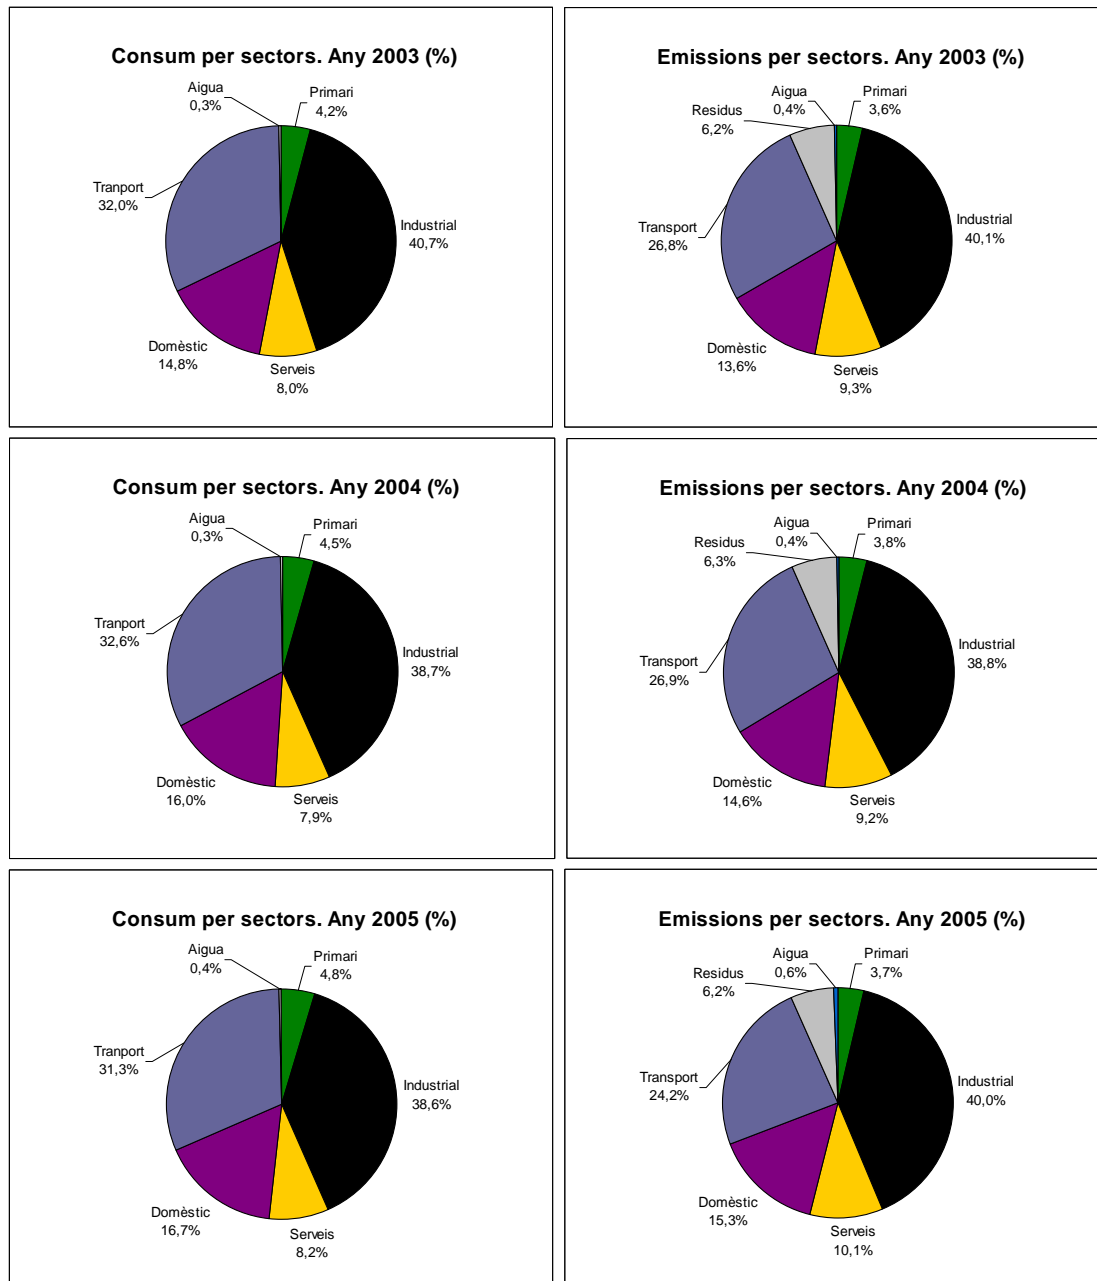 Consum per sectors. Any 2003 (%)
Aigua
0,3%
Primari
4,2%
Tranport
32,0%
Industrial
40,7%
Domèstic
14,8%
Serveis
8,0%
Emissions per sectors. Any 2003 (%)
Aigua
0,4%
Primari
3,6%
Residus
6,2%
Transport
26,8%
Industrial
40,1%
Domèstic
13,6%
Serveis
9,3%
Consum per sectors. Any 2004 (%)
Aigua
0,3%
Primari
4,5%
Tranport
32,6%
Industrial
38,7%
Domèstic
16,0%
Serveis
7,9%
Emissions per sectors. Any 2004 (%)
Aigua
0,4%
Primari
3,8%
Residus
6,3%
Transport
26,9%
Industrial
38,8%
Domèstic
14,6%
Serveis
9,2%
Consum per sectors. Any 2005 (%)
Aigua
0,4%
Primari
4,8%
Tranport
31,3%
Industrial
38,6%
Domèstic
16,7%
Serveis
8,2%
Emissions per sectors. Any 2005 (%)
Aigua
0,6%
Primari
3,7%
Residus
6,2%
Transport
24,2%
Industrial
40,0%
Domèstic
15,3%
Serveis
10,1%